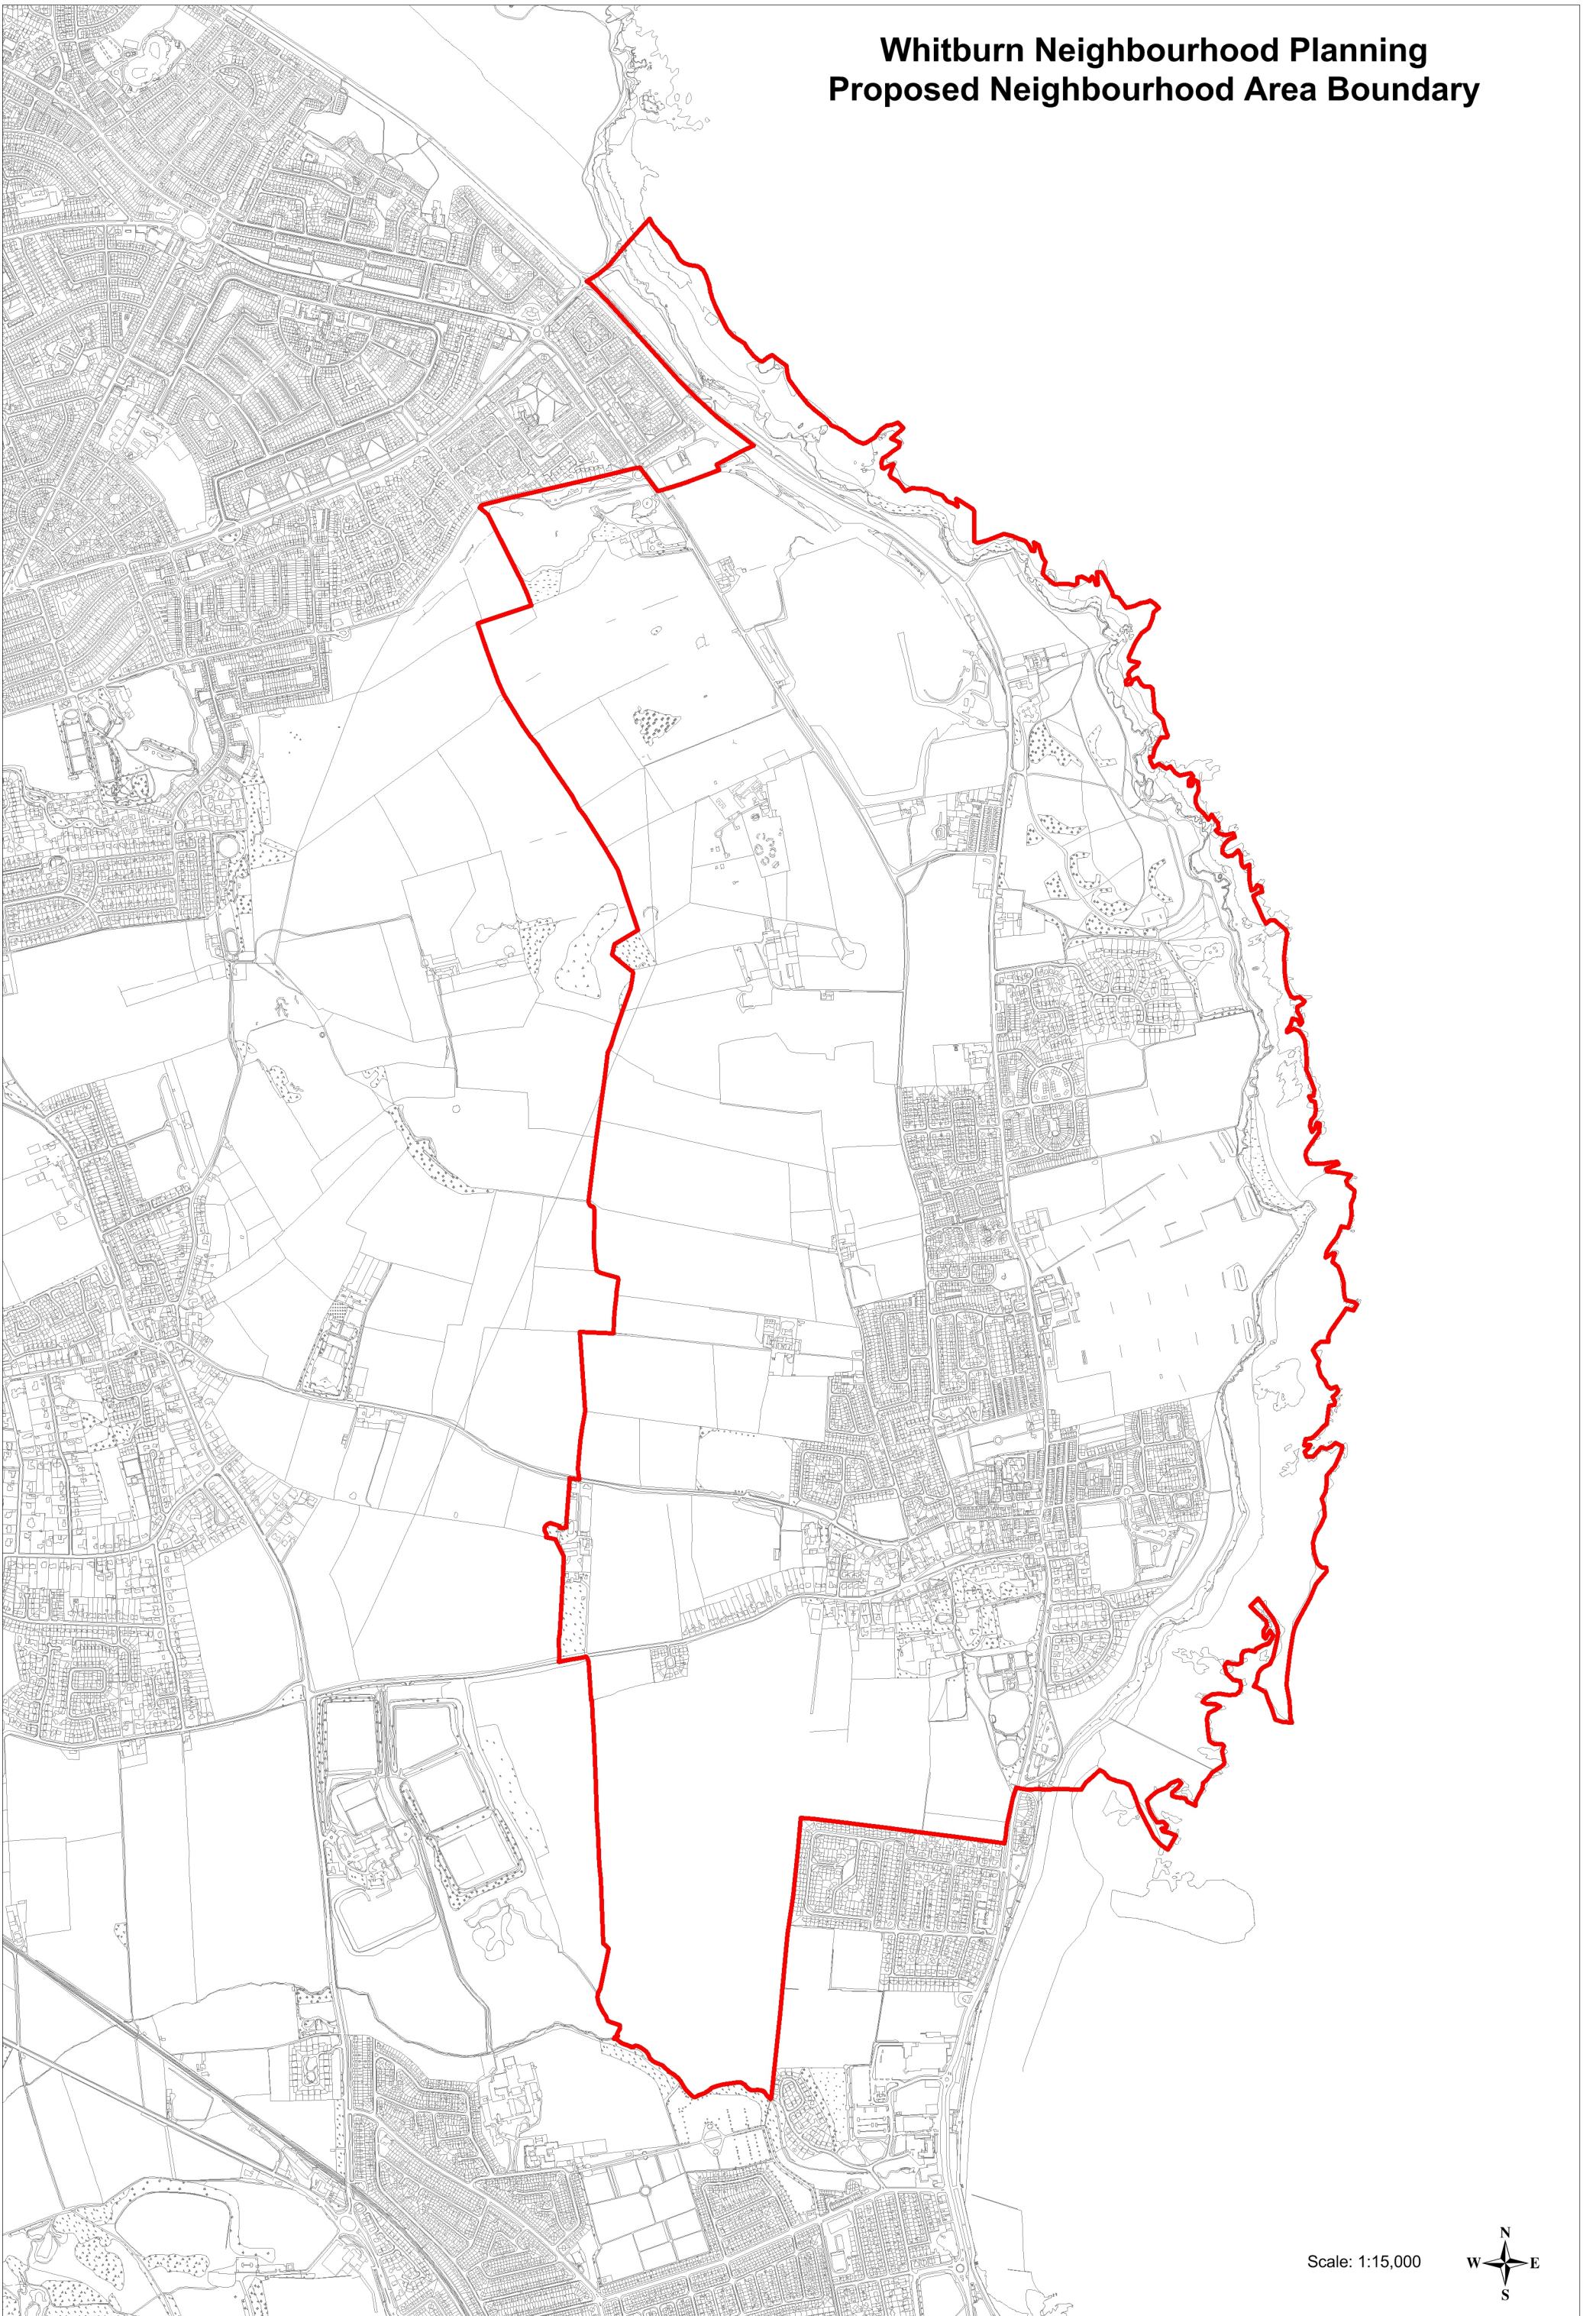 Whitburn Neighbourhood Planning
Proposed Neighbourhood Area Boundary
Scale: 1:15,000
N
W E
S